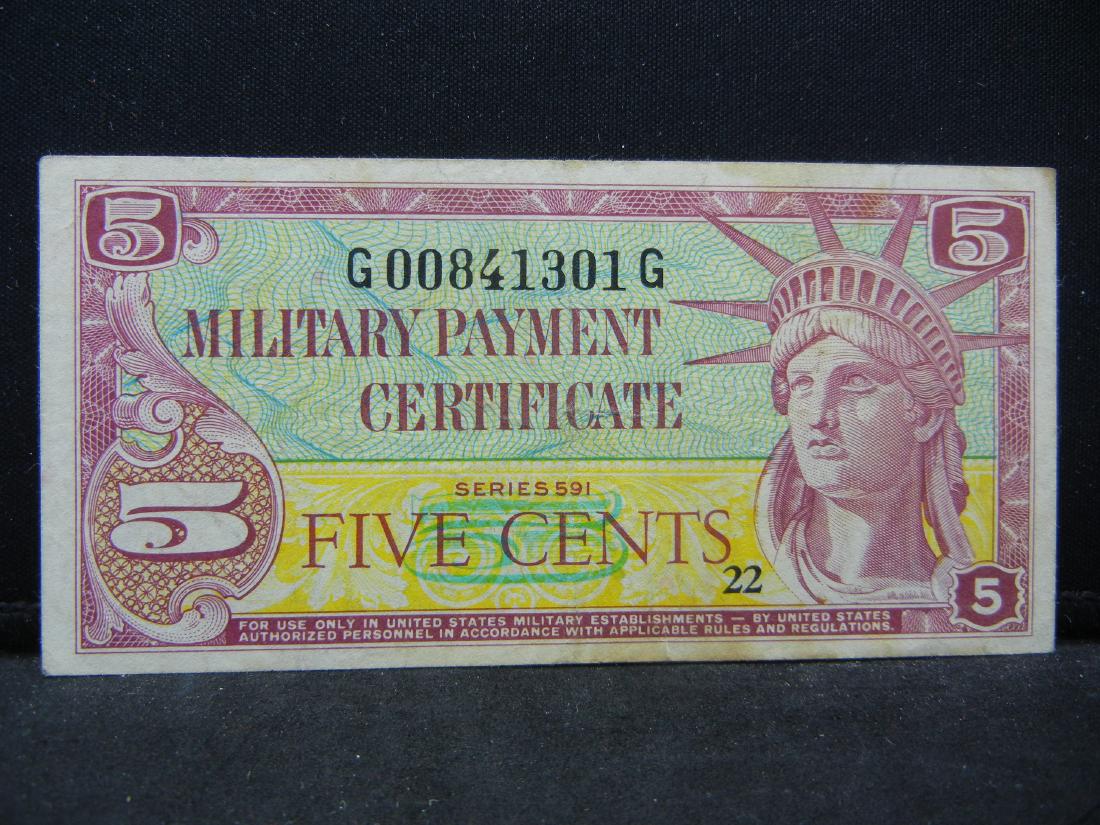 5 5
G00841301G
MILITARY PAYMENT
CERTIFICATE
SERIES 591
5 FIVE CENTS
22
5
FOR USE ONLY IN UNITED STATES MILITARY ESTABLISHMENTS — BY UNITED STATES
AUTHORIZED PERSONNEL IN ACCORDANCE WITH APPLICABLE RULES AND REGULATIONS.